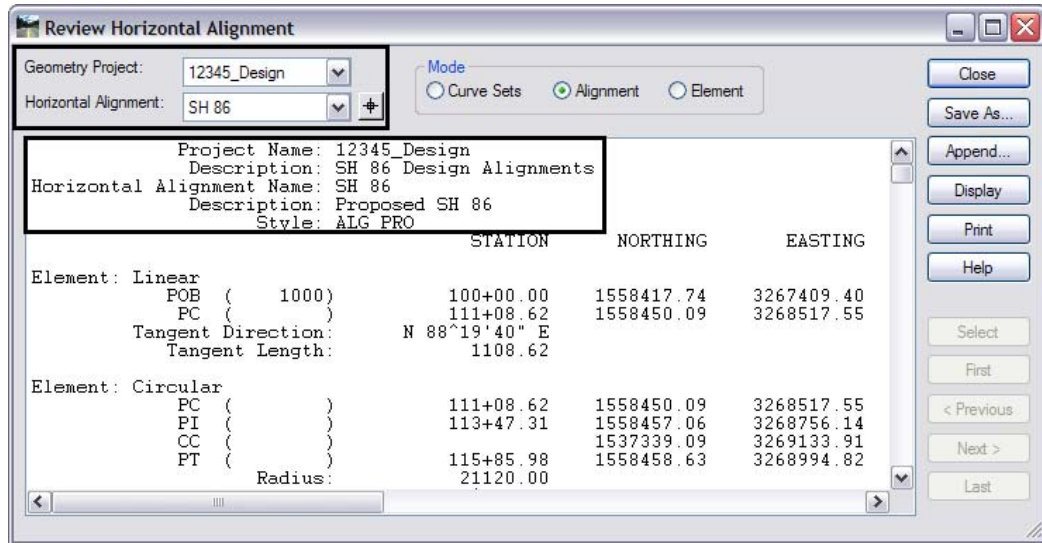 Review Horizontal Alignment
Geometry Project: 12345_Design
Horizontal Alignment: SH 86
Mode
Curve Sets Alignment Element
Close
Save As...
Append...
Display
Print
Help
Select
First
< Previous
Next >
Last
Project Name: 12345_Design
Description: SH 86 Design Alignments
Horizontal Alignment Name: SH 86
Description: Proposed SH 86
Style: ALG PRO
STATION NORTHING EASTING
Element: Linear
POB ( 1000) 100+00.00 1558417.74 3267409.40
PC ( ) 111+08.62 1558450.09 3268517.55
Tangent Direction: N 88^19'40" E
Tangent Length: 1108.62
Element: Circular
PC ( ) 111+08.62 1558450.09 3268517.55
PI ( ) 113+47.31 1558457.06 3268756.14
CC ( ) 1537339.09 3269133.91
PT ( ) 115+85.98 1558458.63 3268994.82
Radius: 21120.00